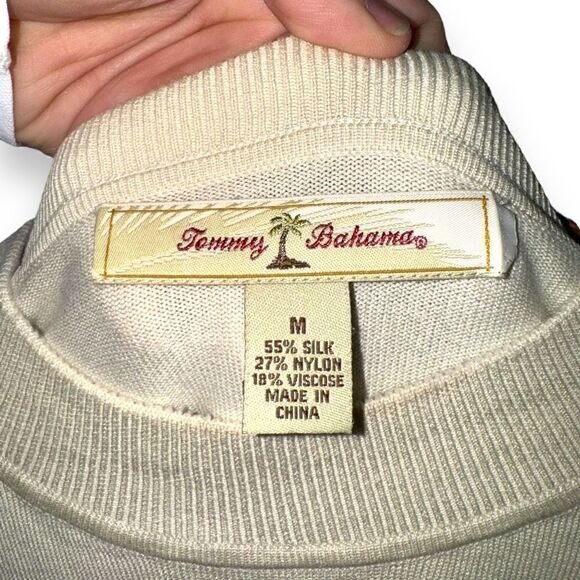 Tommy Bahama®
M
55% SILK
27% NYLON
18% VISCOSE
MADE IN
CHINA